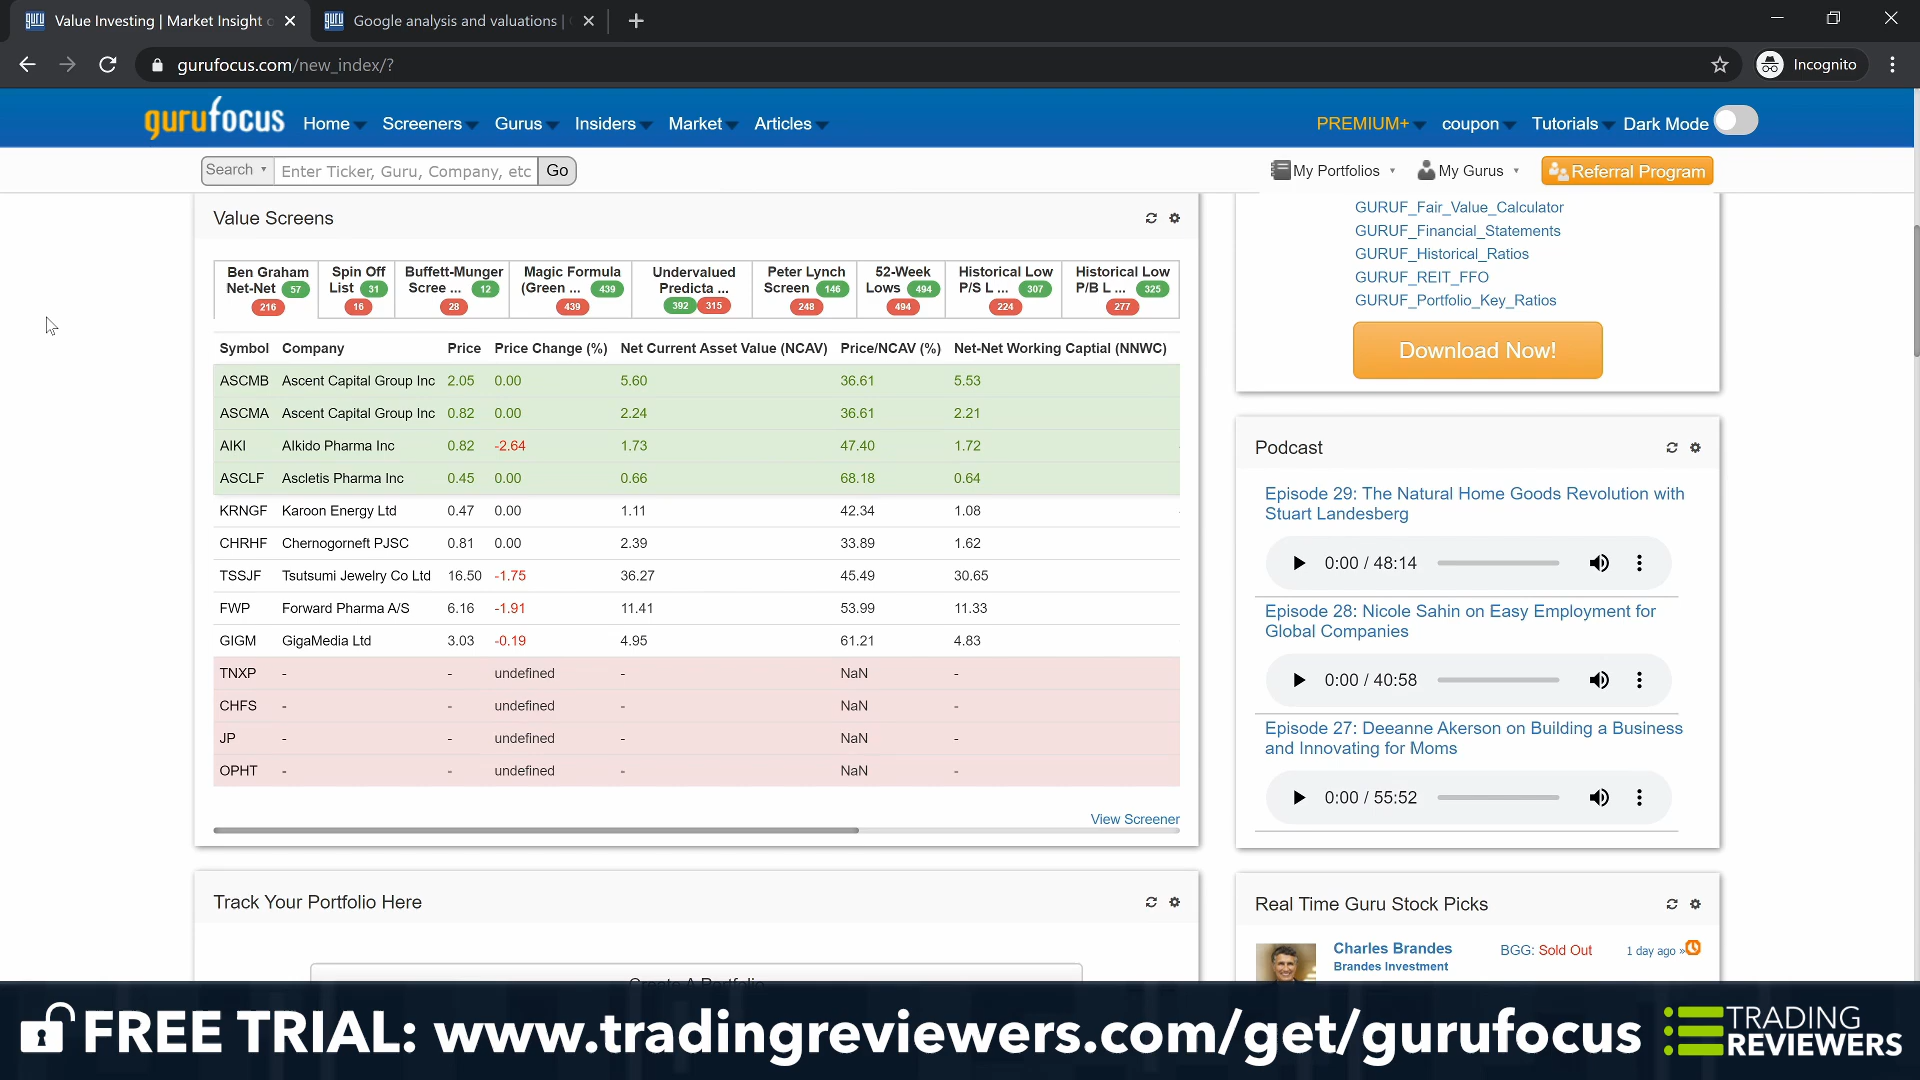 Value Investing | Market Insight o
Google analysis and valuations |
gurufocus.com/new_index/?
Incognito
gurufocus
Home
Screeners
Gurus
Insiders
Market
Articles
PREMIUM+
coupon
Tutorials
Dark Mode
Search
Enter Ticker, Guru, Company, etc
Go
My Portfolios
My Gurus
Referral Program
Value Screens
Ben Graham
Net-Net 57
216
Spin Off
List 31
16
Buffett-Munger
Scree ... 12
28
Magic Formula
(Green ... 439
439
Undervalued
Predicta ...
392 315
Peter Lynch
Screen 146
248
52-Week
Lows 494
494
Historical Low
P/S L ... 307
224
Historical Low
P/B L ... 325
277
Symbol Company Price Price Change (%) Net Current Asset Value (NCAV) Price/NCAV (%) Net-Net Working Captial (NNWC)
ASCMB Ascent Capital Group Inc 2.05 0.00 5.60 36.61 5.53
ASCMA Ascent Capital Group Inc 0.82 0.00 2.24 36.61 2.21
AIKI AIkido Pharma Inc 0.82 -2.64 1.73 47.40 1.72
ASCLF Ascletis Pharma Inc 0.45 0.00 0.66 68.18 0.64
KRNGF Karoon Energy Ltd 0.47 0.00 1.11 42.34 1.08
CHRHF Chernogorneft PJSC 0.81 0.00 2.39 33.89 1.62
TSSJF Tsutsumi Jewelry Co Ltd 16.50 -1.75 36.27 45.49 30.65
FWP Forward Pharma A/S 6.16 -1.91 11.41 53.99 11.33
GIGM GigaMedia Ltd 3.03 -0.19 4.95 61.21 4.83
TNXP - - undefined - NaN -
CHFS - - undefined - NaN -
JP - - undefined - NaN -
OPHT - - undefined - NaN -
View Screener
Track Your Portfolio Here
Create A Portfolio
GURUF_Fair_Value_Calculator
GURUF_Financial_Statements
GURUF_Historical_Ratios
GURUF_REIT_FFO
GURUF_Portfolio_Key_Ratios
Download Now!
Podcast
Episode 29: The Natural Home Goods Revolution with
Stuart Landesberg
0:00 / 48:14
Episode 28: Nicole Sahin on Easy Employment for
Global Companies
0:00 / 40:58
Episode 27: Deeanne Akerson on Building a Business
and Innovating for Moms
0:00 / 55:52
Real Time Guru Stock Picks
Charles Brandes
Brandes Investment
BGG: Sold Out
1 day ago »
FREE TRIAL: www.tradingreviewers.com/get/gurufocus
TRADING
REVIEWERS